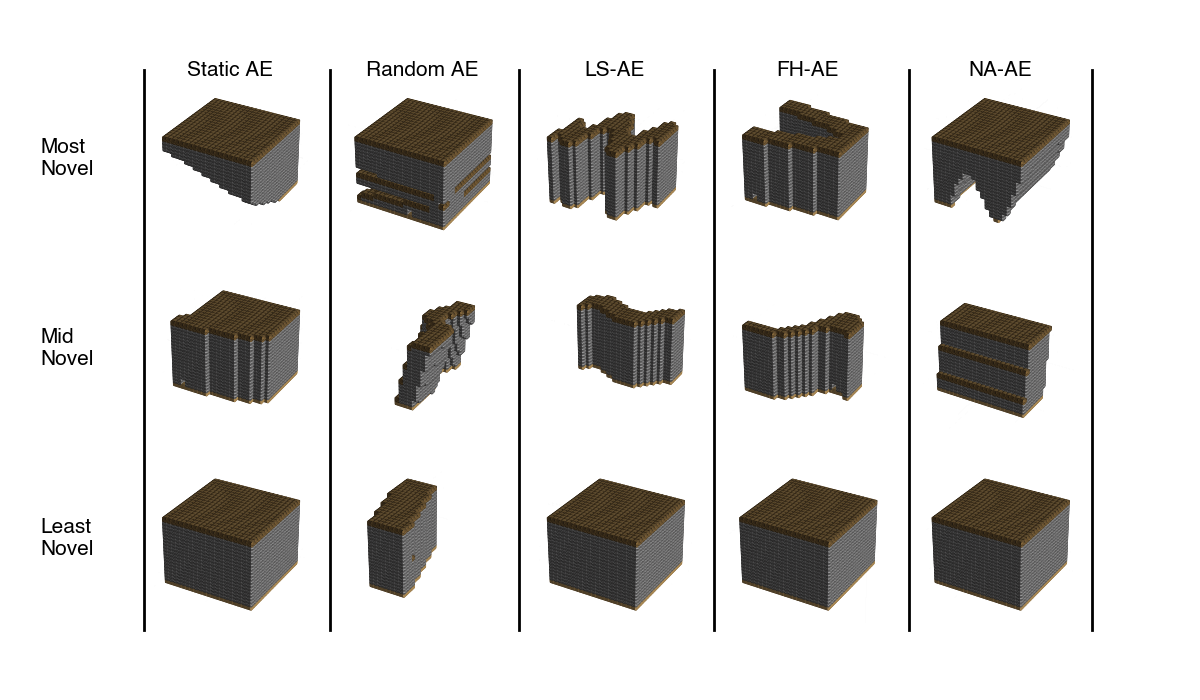 Static AE
Random AE
LS-AE
FH-AE
NA-AE
Most
Novel
Mid
Novel
Least
Novel